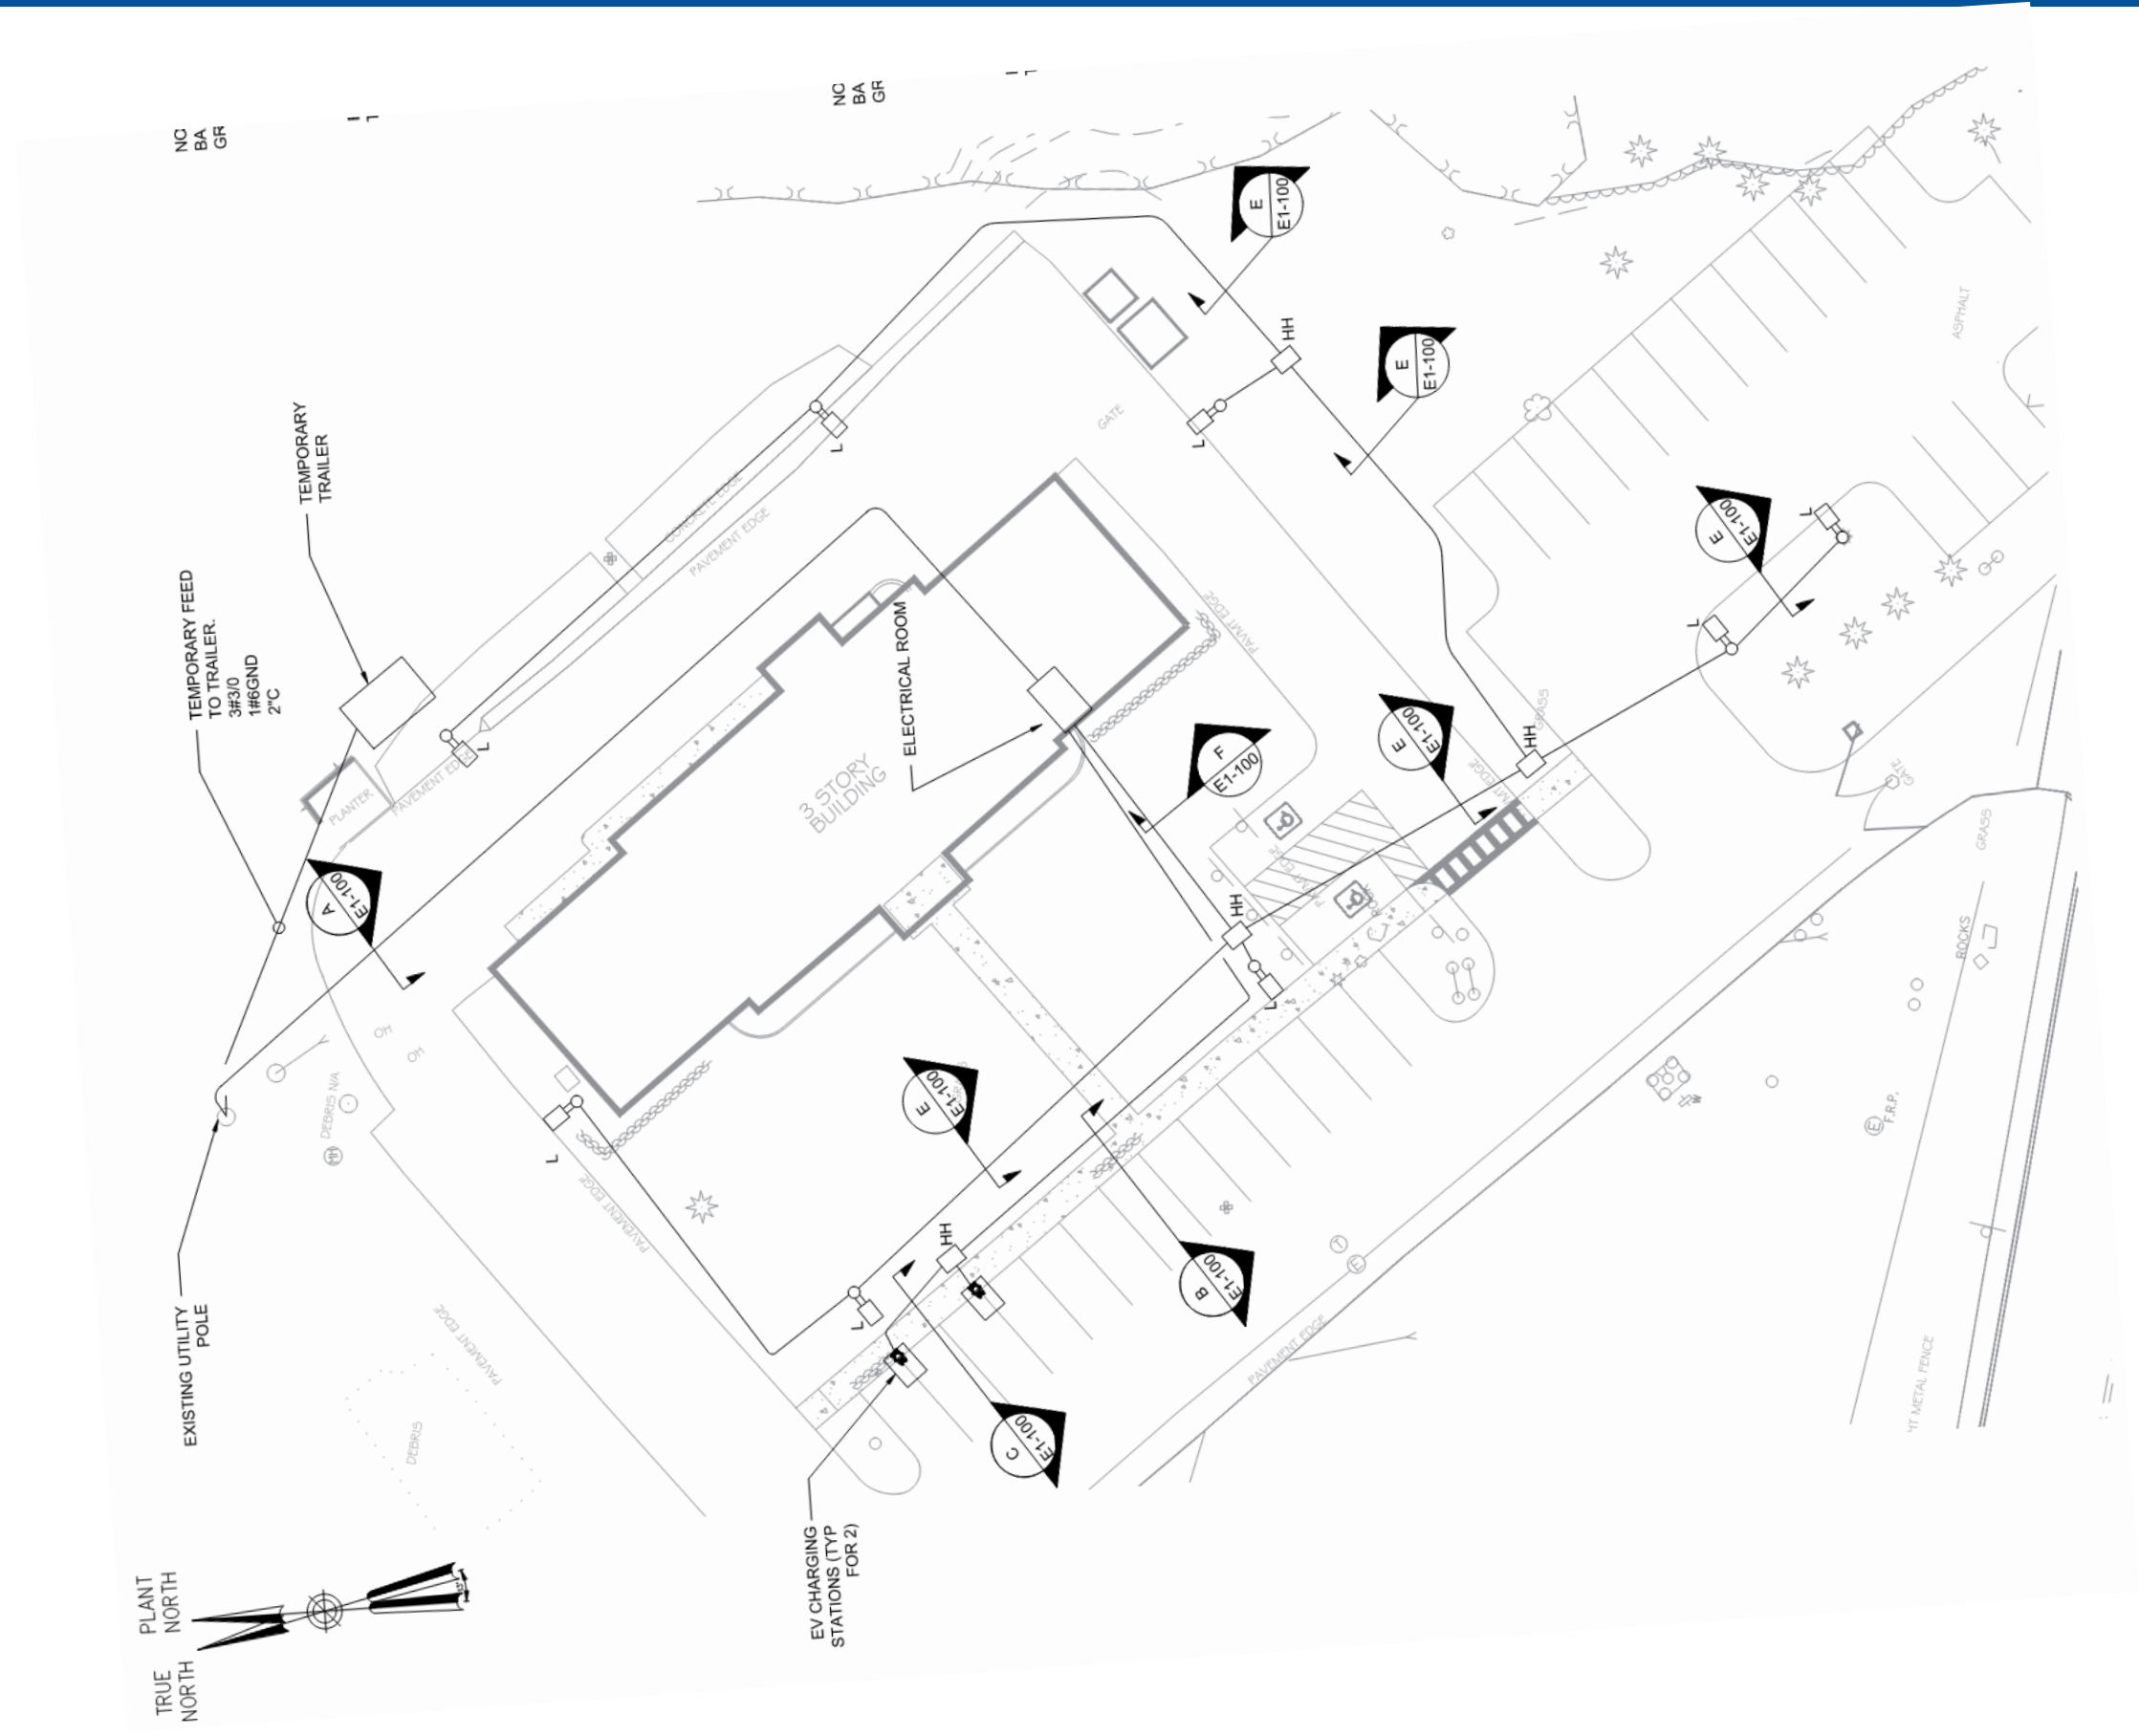 NC
BA
GR
NC
BA
GR
TEMPORARY
TRAILER
TEMPORARY FEED
TO TRAILER.
3#3/0
1#6GND
2"C
EXISTING UTILITY
POLE
PLANT
NORTH
TRUE
NORTH
EV CHARGING
STATIONS (TYP
FOR 2)
ELECTRICAL ROOM
3 STORY
BUILDING
CONCRETE EDGE
PAVEMENT EDGE
PAVEMENT EDGE
PLANTER
OH
OH
DEBRIS N/A
MH
PAVEMENT EDGE
PAVEMENT EDGE
DEBRIS
GATE
PAVMT EDGE
GRASS
ASPHALT
GATE
GRASS
ROCKS
F.R.P.
E
T
E
W
PAVEMENT EDGE
HT METAL FENCE
A
E1-100
E
E1-100
E
E1-100
E
E1-100
E
E1-100
F
E1-100
E
E1-100
B
E1-100
C
E1-100
HH
HH
HH
HH
L
L
L
L
L
L
L
L